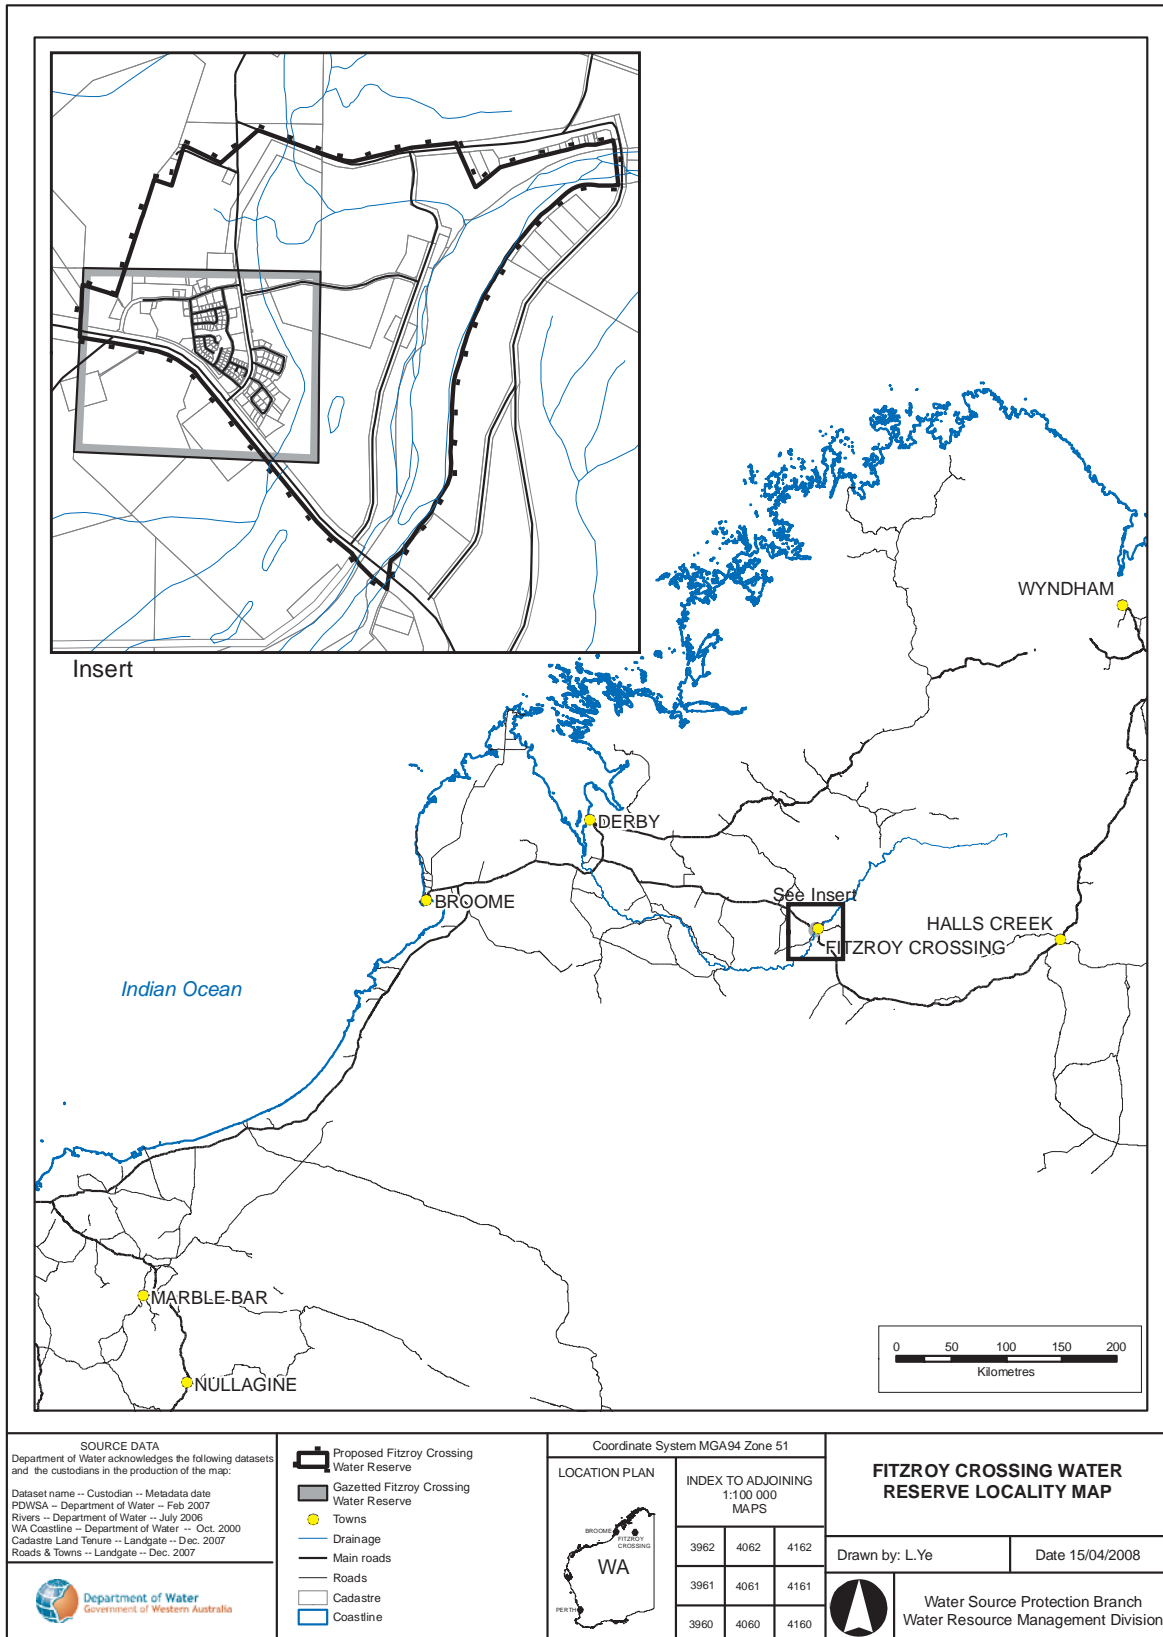 Insert
WYNDHAM
DERBY
BROOME
See Insert
HALLS CREEK
FITZROY CROSSING
Indian Ocean
MARBLE BAR
NULLAGINE
0 50 100 150 200
Kilometres
SOURCE DATA
Department of Water acknowledges the following datasets
and the custodians in the production of the map:
Dataset name -- Custodian -- Metadata date
PDWSA -- Department of Water -- Feb 2007
Rivers -- Department of Water -- July 2006
WA Coastline -- Department of Water -- Oct. 2000
Cadastre Land Tenure -- Landgate -- Dec. 2007
Roads & Towns -- Landgate -- Dec. 2007
Department of Water
Government of Western Australia
Proposed Fitzroy Crossing
Water Reserve
Gazetted Fitzroy Crossing
Water Reserve
Towns
Drainage
Main roads
Roads
Cadastre
Coastline
Coordinate System MGA94 Zone 51
LOCATION PLAN
BROOME
FITZROY
CROSSING
WA
PERTH
INDEX TO ADJOINING
1:100 000
MAPS
3962 4062 4162
3961 4061 4161
3960 4060 4160
FITZROY CROSSING WATER
RESERVE LOCALITY MAP
Drawn by: L.Ye
Date 15/04/2008
Water Source Protection Branch
Water Resource Management Division